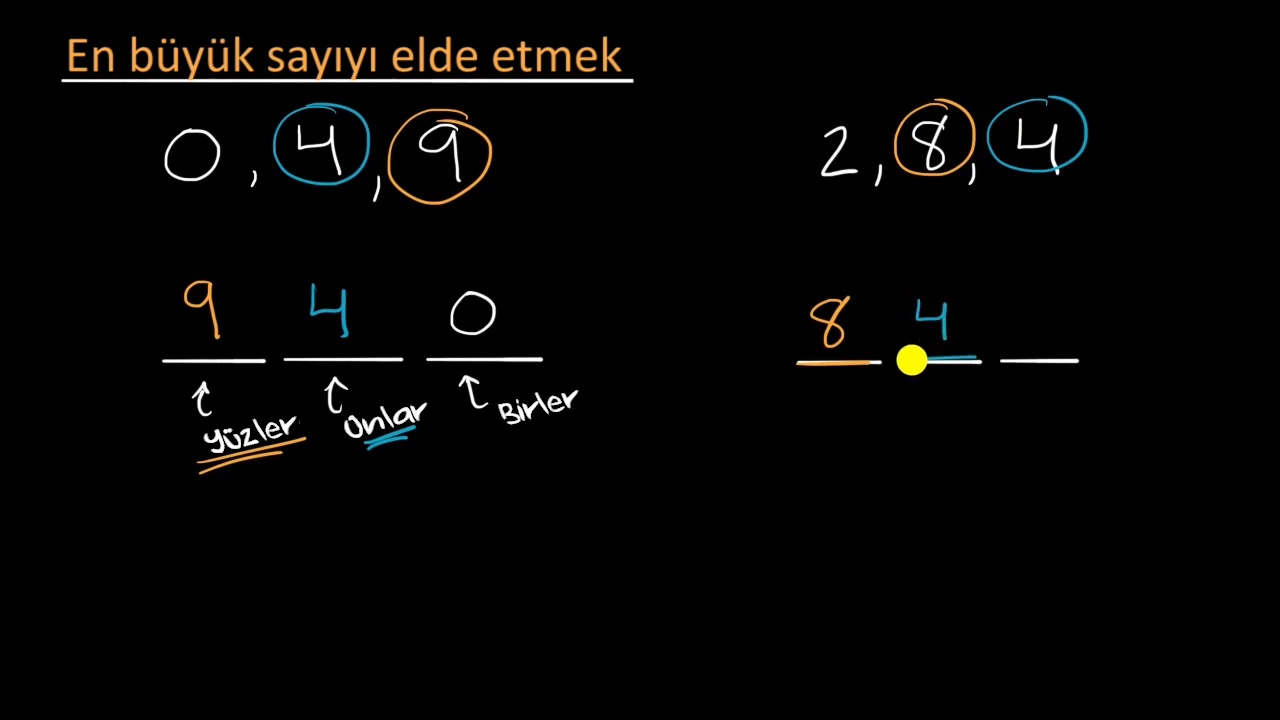 En büyük sayıyı elde etmek
0, 4, 9
2, 8, 4
9 4 0
8 4
yüzler
Onlar
Birler